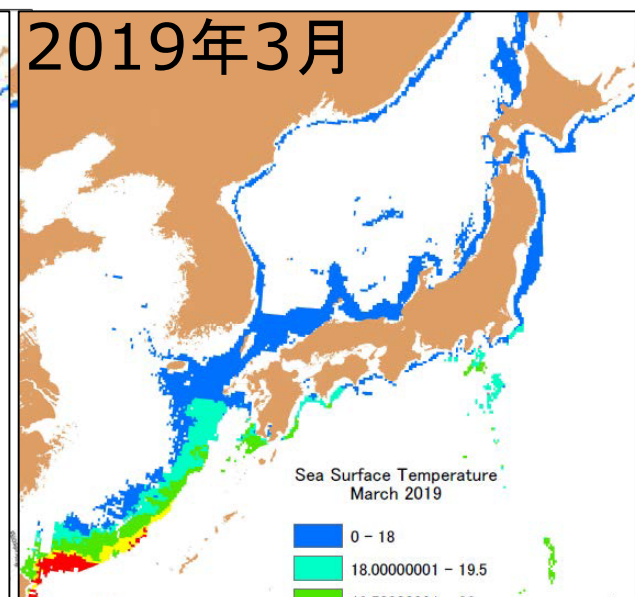 2019年3月
Sea Surface Temperature
March 2019
0 - 18
18.00000001 - 19.5